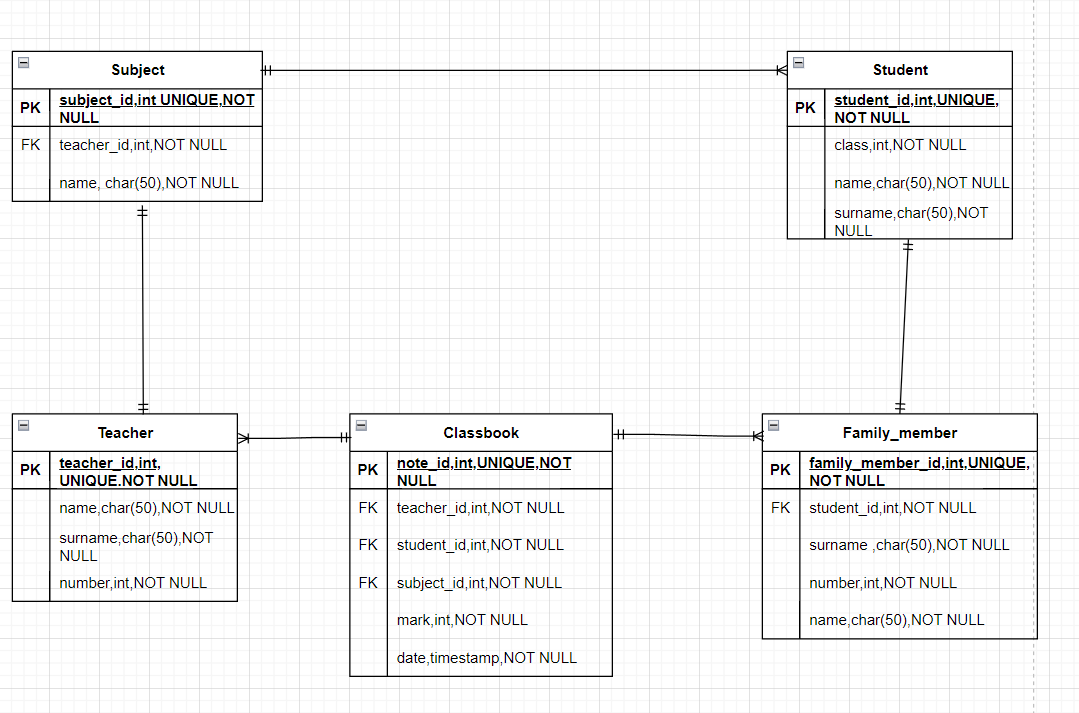 Subject
PK
subject_id,int UNIQUE,NOT
NULL
FK
teacher_id,int,NOT NULL
name, char(50),NOT NULL
Student
PK
student_id,int,UNIQUE,
NOT NULL
class,int,NOT NULL
name,char(50),NOT NULL
surname,char(50),NOT
NULL
Teacher
PK
teacher_id,int,
UNIQUE.NOT NULL
name,char(50),NOT NULL
surname,char(50),NOT
NULL
number,int,NOT NULL
Classbook
PK
note_id,int,UNIQUE,NOT
NULL
FK
teacher_id,int,NOT NULL
FK
student_id,int,NOT NULL
FK
subject_id,int,NOT NULL
mark,int,NOT NULL
date,timestamp,NOT NULL
Family_member
PK
family_member_id,int,UNIQUE,
NOT NULL
FK
student_id,int,NOT NULL
surname ,char(50),NOT NULL
number,int,NOT NULL
name,char(50),NOT NULL